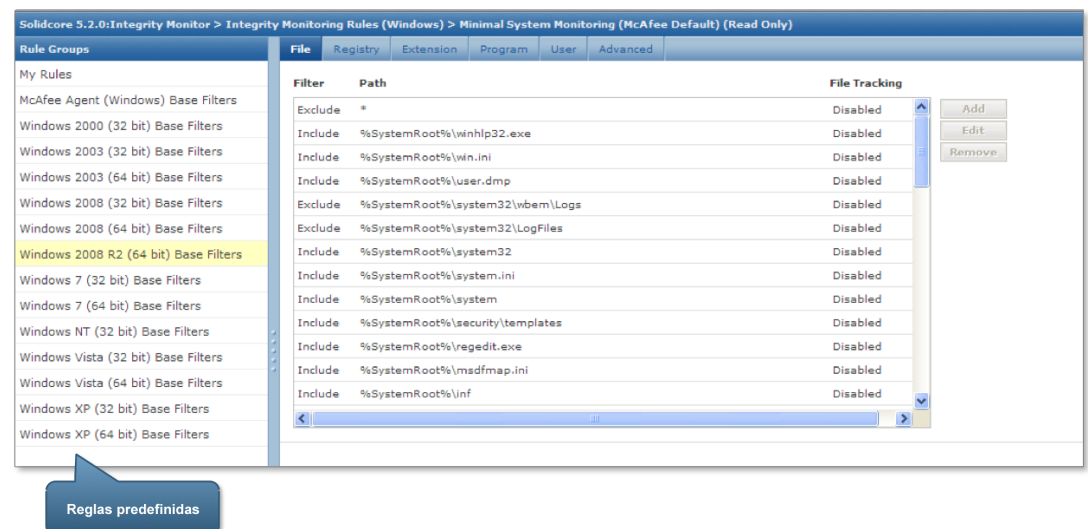 Solidcore 5.2.0:Integrity Monitor > Integrity Monitoring Rules (Windows) > Minimal System Monitoring (McAfee Default) (Read Only)
Rule Groups
My Rules
McAfee Agent (Windows) Base Filters
Windows 2000 (32 bit) Base Filters
Windows 2003 (32 bit) Base Filters
Windows 2003 (64 bit) Base Filters
Windows 2008 (32 bit) Base Filters
Windows 2008 (64 bit) Base Filters
Windows 2008 R2 (64 bit) Base Filters
Windows 7 (32 bit) Base Filters
Windows 7 (64 bit) Base Filters
Windows NT (32 bit) Base Filters
Windows Vista (32 bit) Base Filters
Windows Vista (64 bit) Base Filters
Windows XP (32 bit) Base Filters
Windows XP (64 bit) Base Filters
File Registry Extension Program User Advanced
Filter Path File Tracking
Exclude * Disabled
Include %SystemRoot%\winhlp32.exe Disabled
Include %SystemRoot%\win.ini Disabled
Include %SystemRoot%\user.dmp Disabled
Exclude %SystemRoot%\system32\wbem\Logs Disabled
Exclude %SystemRoot%\system32\LogFiles Disabled
Include %SystemRoot%\system32 Disabled
Include %SystemRoot%\system.ini Disabled
Include %SystemRoot%\system Disabled
Include %SystemRoot%\security\templates Disabled
Include %SystemRoot%\regedit.exe Disabled
Include %SystemRoot%\msdfmap.ini Disabled
Include %SystemRoot%\inf Disabled
Add
Edit
Remove
Reglas predefinidas